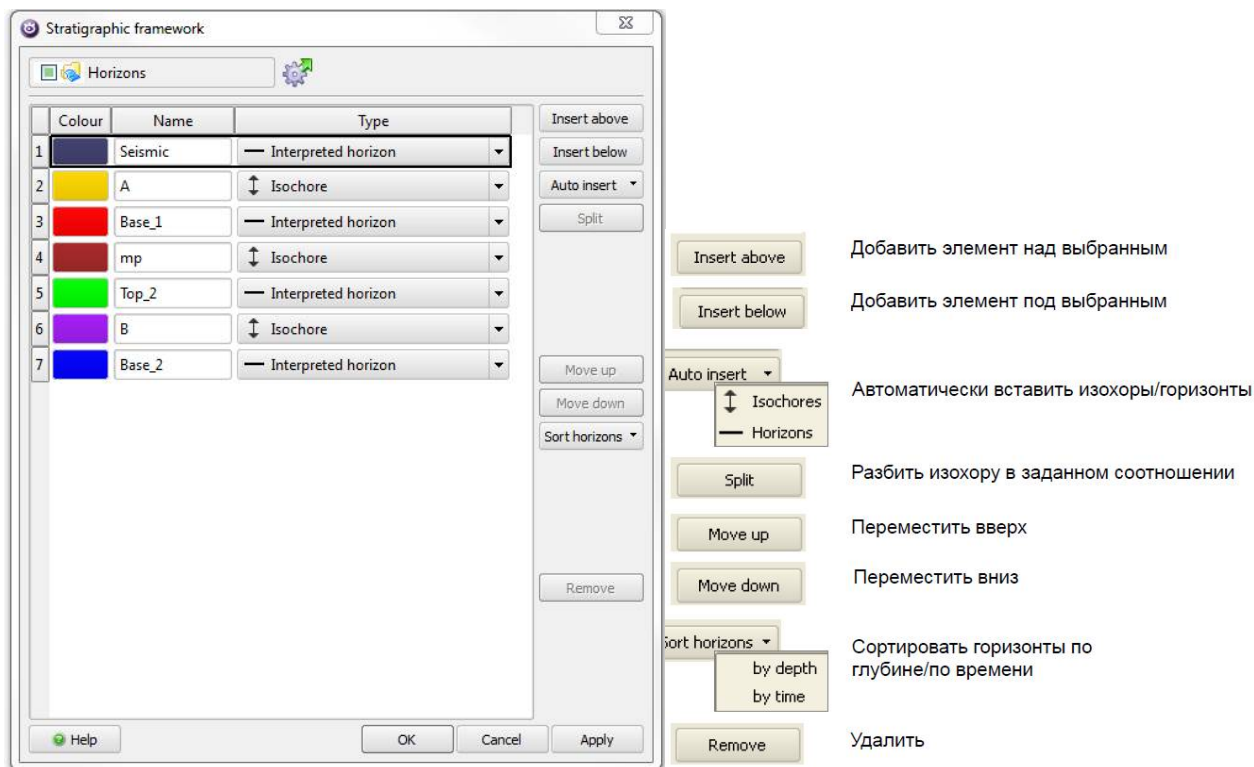 Stratigraphic framework
Horizons
Colour Name Type
1 Seismic Interpreted horizon
2 A Isochore
3 Base_1 Interpreted horizon
4 mp Isochore
5 Top_2 Interpreted horizon
6 B Isochore
7 Base_2 Interpreted horizon
Insert above
Insert below
Auto insert
Split
Move up
Move down
Sort horizons
Remove
Help OK Cancel Apply
Insert above Добавить элемент над выбранным
Insert below Добавить элемент под выбранным
Auto insert
Isochores
Horizons
Автоматически вставить изохоры/горизонты
Split Разбить изохору в заданном соотношении
Move up Переместить вверх
Move down Переместить вниз
Sort horizons
by depth
by time
Сортировать горизонты по
глубине/по времени
Remove Удалить